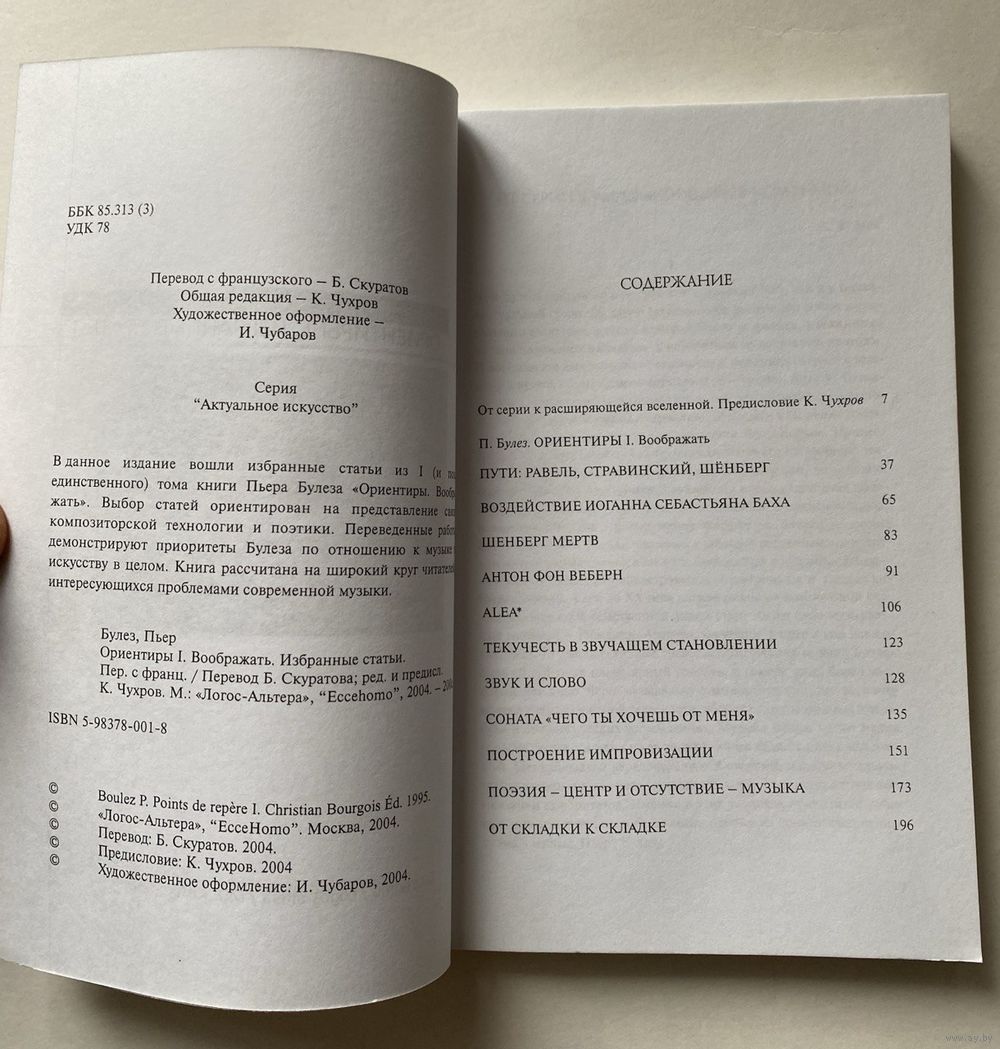 ББК 85.313 (3)
УДК 78
Перевод с французского – Б. Скуратов
Общая редакция – К. Чухров
Художественное оформление –
И. Чубаров
Серия
“Актуальное искусство”
В данное издание вошли избранные статьи из I (и
единственного) тома книги Пьера Булеза «Ориентиры.
жать». Выбор статей ориентирован на представление
композиторской технологии и поэтики. Переведенные
демонстрируют приоритеты Булеза по отношению к музыке
искусству в целом. Книга рассчитана на широкий круг
интересующихся проблемами современной музыки.
Булез, Пьер
Ориентиры I. Воображать. Избранные статьи.
Пер. с франц. / Перевод Б. Скуратова; ред. и предисл.
К. Чухров. М.: «Логос-Альтера», “Eccehomo”, 2004. –
ISBN 5-98378-001-8
© Boulez P. Points de repère I. Christian Bourgois Éd. 1995.
© «Логос-Альтера», “EcceHomo”. Москва, 2004.
© Перевод: Б. Скуратов. 2004.
© Предисловие: К. Чухров. 2004
© Художественное оформление: И. Чубаров, 2004.
СОДЕРЖАНИЕ
От серии к расширяющейся вселенной. Предисловие К. Чухров 7
П. Булез. ОРИЕНТИРЫ I. Воображать
ПУТИ: РАВЕЛЬ, СТРАВИНСКИЙ, ШЁНБЕРГ 37
ВОЗДЕЙСТВИЕ ИОГАННА СЕБАСТЬЯНА БАХА 65
ШЕНБЕРГ МЕРТВ 83
АНТОН ФОН ВЕБЕРН 91
ALEA* 106
ТЕКУЧЕСТЬ В ЗВУЧАЩЕМ СТАНОВЛЕНИИ 123
ЗВУК И СЛОВО 128
СОНАТА «ЧЕГО ТЫ ХОЧЕШЬ ОТ МЕНЯ» 135
ПОСТРОЕНИЕ ИМПРОВИЗАЦИИ 151
ПОЭЗИЯ – ЦЕНТР И ОТСУТСТВИЕ – МУЗЫКА 173
ОТ СКЛАДКИ К СКЛАДКЕ 196
www.ay.by